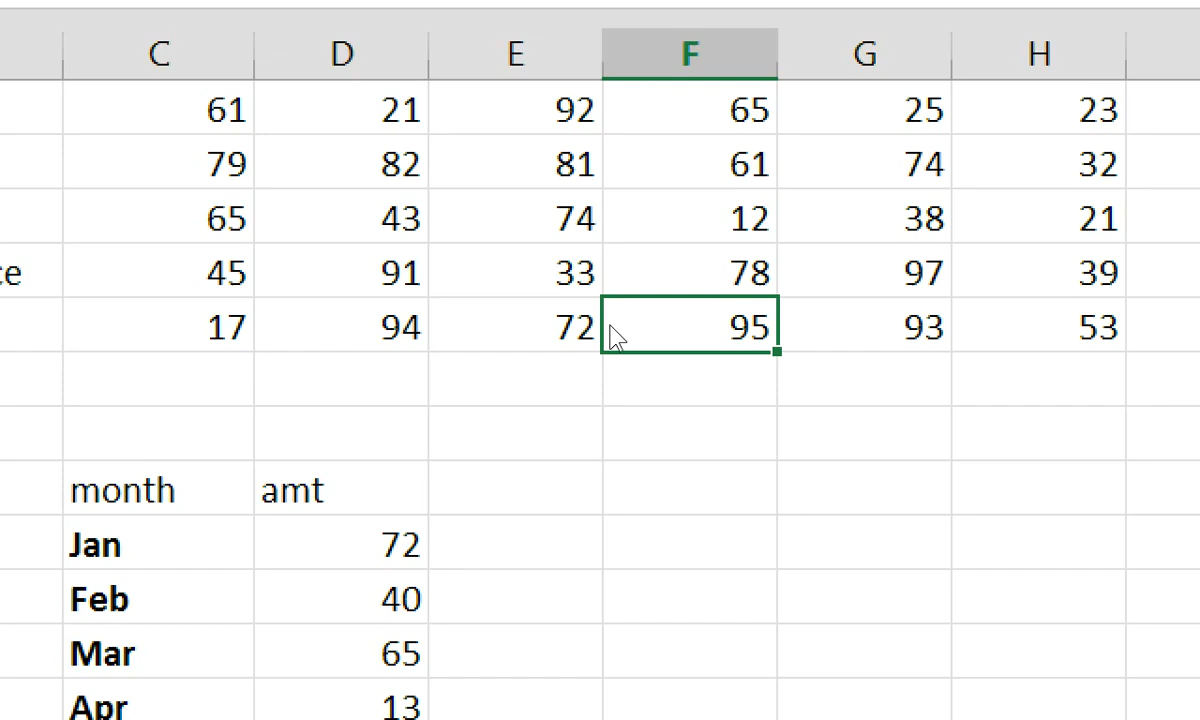 C D E F G H
61 21 92 65 25 23
79 82 81 61 74 32
65 43 74 12 38 21
ce 45 91 33 78 97 39
17 94 72 95 93 53
month amt
Jan 72
Feb 40
Mar 65
Apr 13